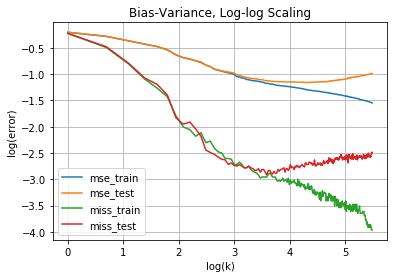 Bias-Variance, Log-log Scaling
log(error)
−0.5
−1.0
−1.5
−2.0
−2.5
−3.0
−3.5
−4.0
mse_train
mse_test
miss_train
miss_test
0 1 2 3 4 5
log(k)